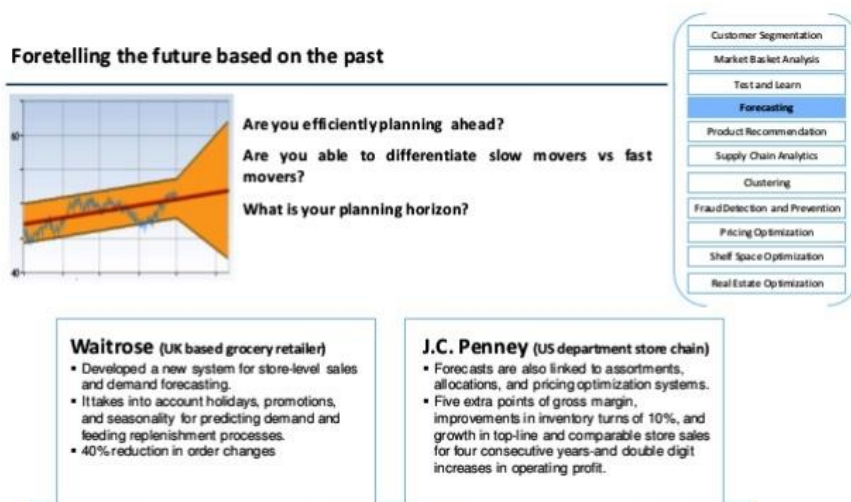 Foretelling the future based on the past
60
40
Are you efficiently planning ahead?
Are you able to differentiate slow movers vs fast
movers?
What is your planning horizon?
Customer Segmentation
Market Basket Analysis
Test and Learn
Forecasting
Product Recommendation
Supply Chain Analytics
Clustering
Fraud Detection and Prevention
Pricing Optimization
Shelf Space Optimization
Real Estate Optimization
Waitrose (UK based grocery retailer)
▪ Developed a new system for store-level sales
and demand forecasting.
▪ It takes into account holidays, promotions,
and seasonality for predicting demand and
feeding replenishment processes.
▪ 40% reduction in order changes
J.C. Penney (US department store chain)
▪ Forecasts are also linked to assortments,
allocations, and pricing optimization systems.
▪ Five extra points of gross margin,
improvements in inventory turns of 10%, and
growth in top-line and comparable store sales
for four consecutive years-and double digit
increases in operating profit.